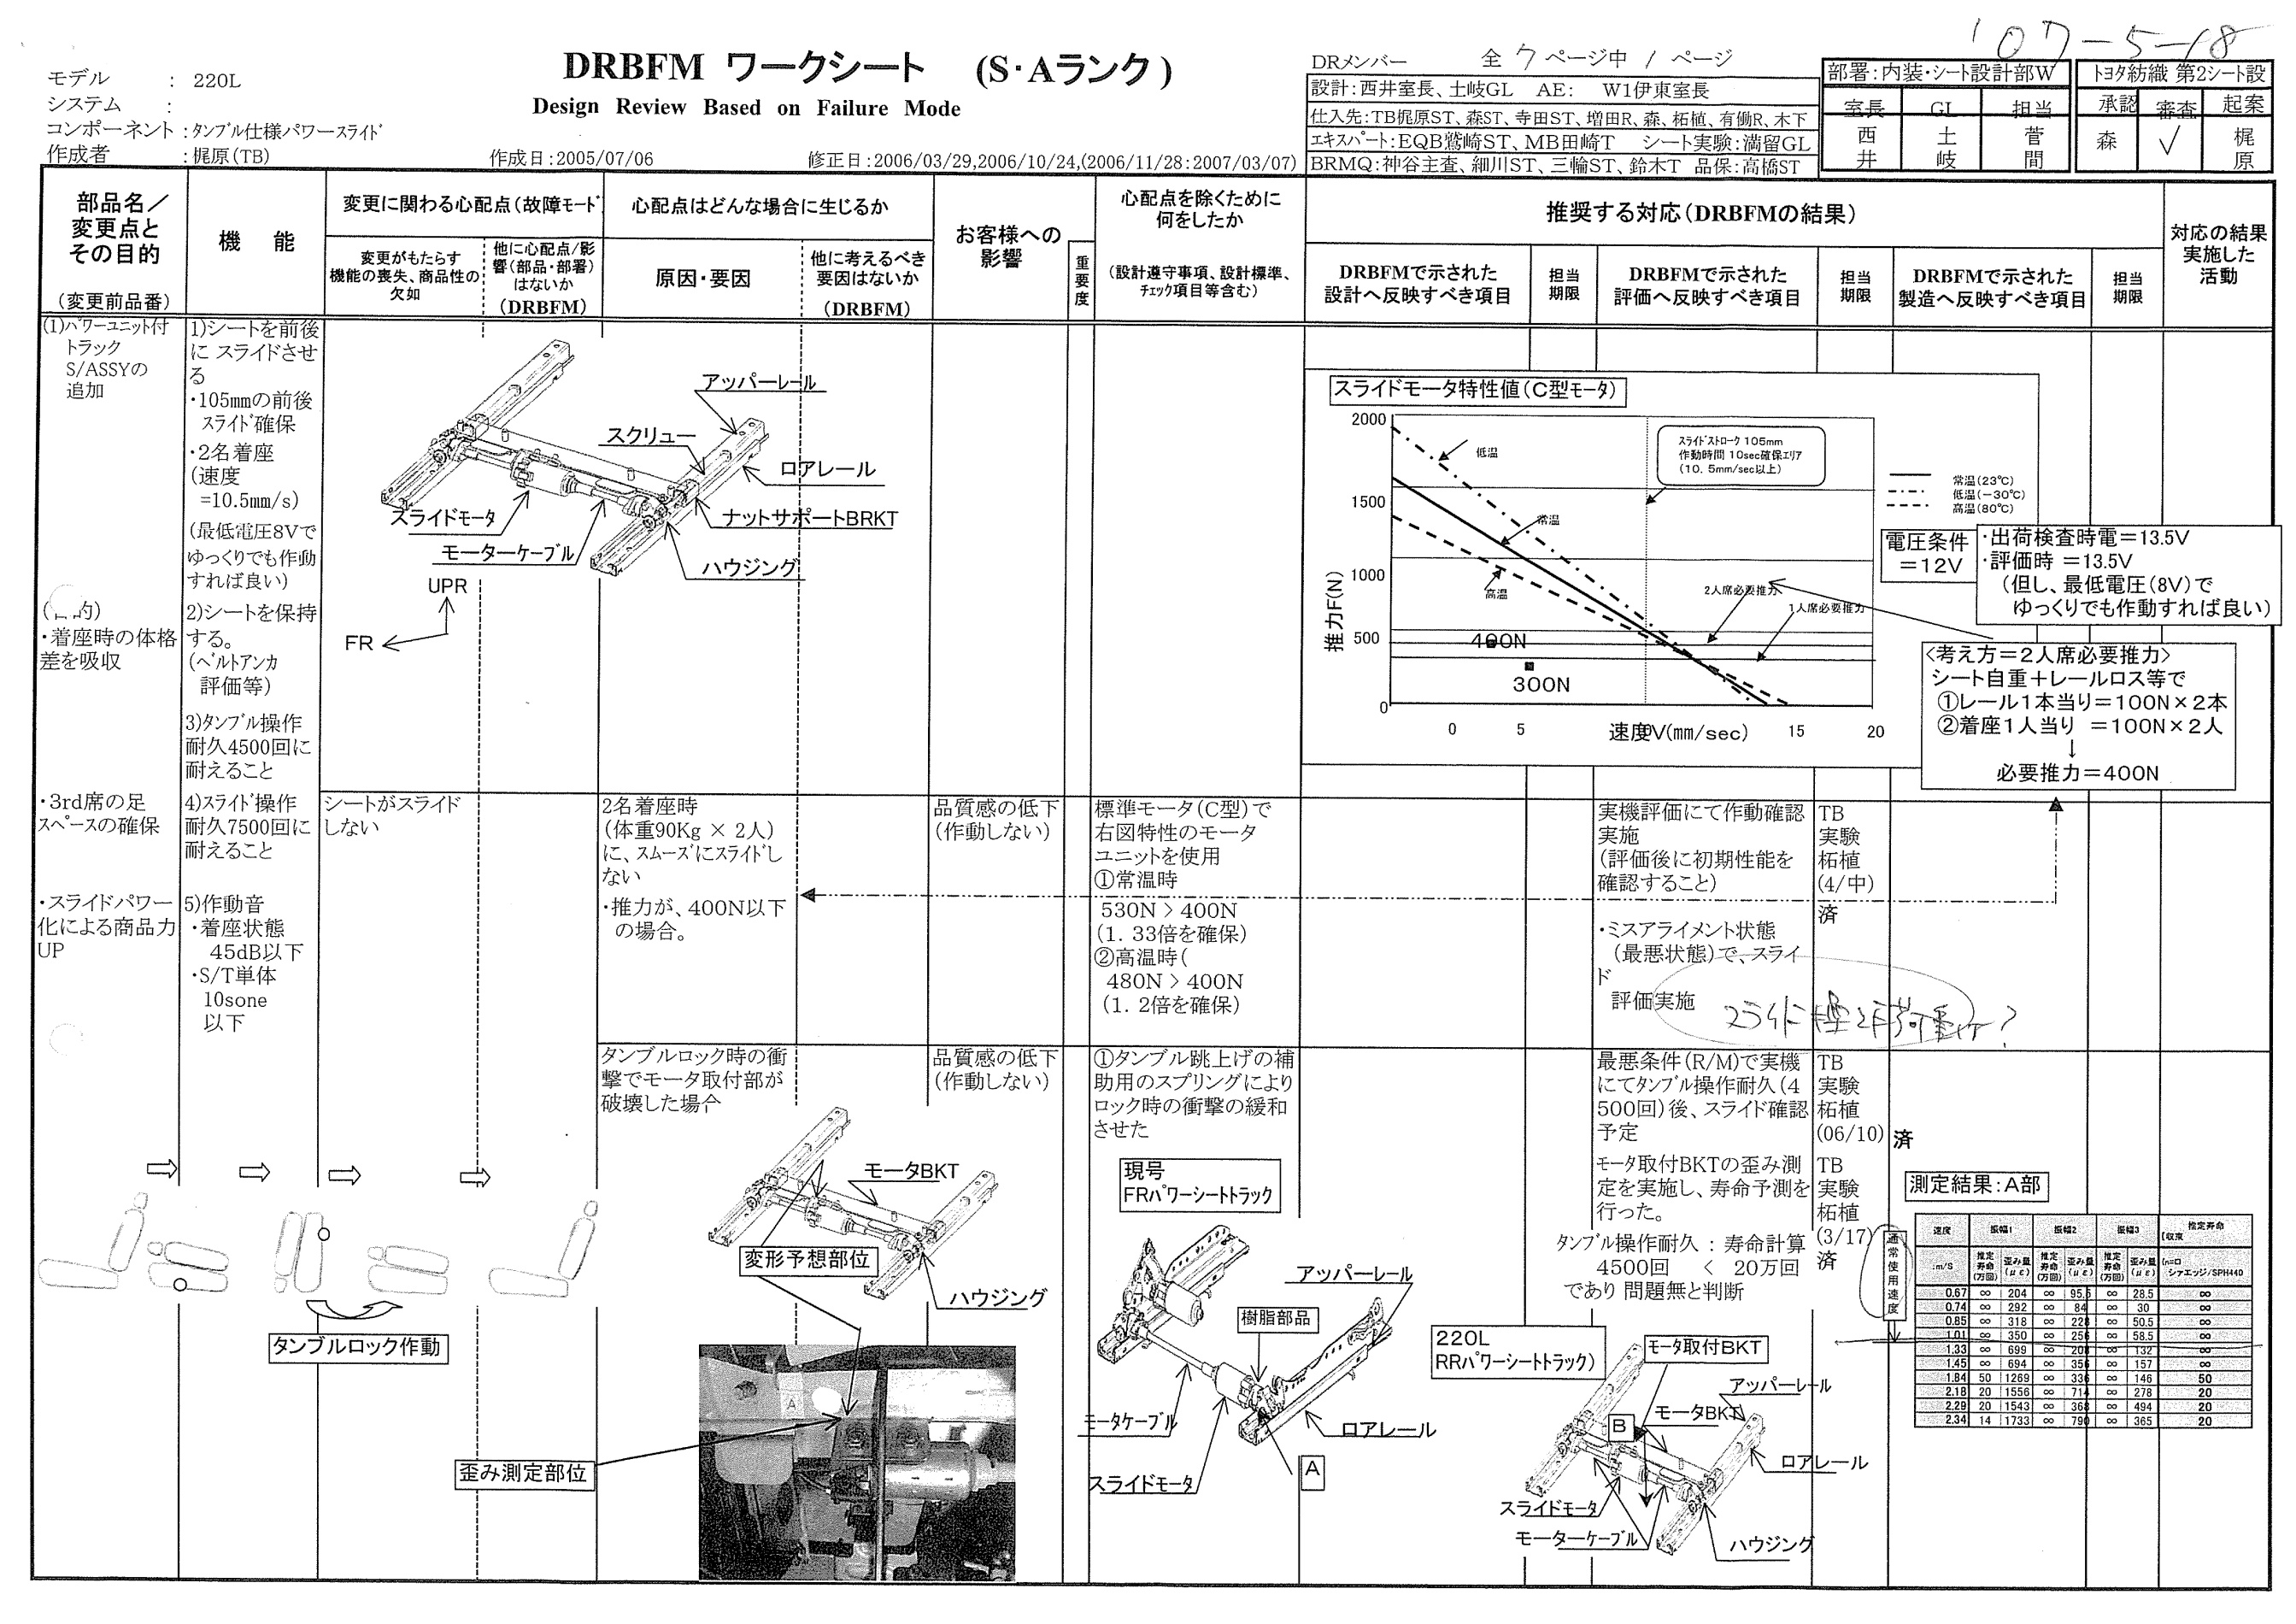 '07-5-18
DRBFM ワークシート (S・Aランク)
Design Review Based on Failure Mode
モデル : 220L
システム :
コンポーネント : タンブル仕様パワースライド
作成者 : 梶原(TB)
作成日 : 2005/07/06
修正日 : 2006/03/29,2006/10/24,(2006/11/28:2007/03/07)
DRメンバー
全 7 ページ中 1 ページ
設計:西井室長、土岐GL AE: W1伊東室長
仕入先:TB梶原ST、森ST、寺田ST、増田R、森、柘植、有働R、木下
エキスパート:EQB鷲崎ST、MB田崎T シート実験:満留GL
BRMQ:神谷主査、細川ST、三輪ST、鈴木T 品保:高橋ST
部署:内装・シート設計部W
室長 GL 担当
西井 土岐 菅間
トヨタ紡織 第2シート設
承認 審査 起案
森 ✓ 梶原
部品名/
変更点と
その目的
(変更前品番)
機 能
変更に関わる心配点(故障モード
変更がもたらす
機能の喪失、商品性の
欠如
他に心配点/影
響(部品・部署)
はないか
(DRBFM)
心配点はどんな場合に生じるか
原因・要因
他に考えるべき
要因はないか
(DRBFM)
お客様への
影響
重要度
心配点を除くために
何をしたか
(設計遵守事項、設計標準、
チェック項目等含む)
推奨する対応(DRBFMの結果)
DRBFMで示された
設計へ反映すべき項目
担当
期限
DRBFMで示された
評価へ反映すべき項目
担当
期限
DRBFMで示された
製造へ反映すべき項目
担当
期限
対応の結果
実施した
活動
(1)パワーユニット付
トラック
S/ASSYの
追加
・着座時の体格
差を吸収
・3rd席の足
スペースの確保
・スライドパワー
化による商品力
UP
1)シートを前後
に スライドさせ
る
・105mmの前後
スライド確保
・2名着座
(速度
=10.5mm/s)
(最低電圧8Vで
ゆっくりでも作動
すれば良い)
2)シートを保持
する。
(ベルトアンカ
評価等)
3)タンブル操作
耐久4500回に
耐えること
4)スライド操作
耐久7500回に
耐えること
5)作動音
・着座状態
45dB以下
・S/T単体
10sone
以下
アッパーレール
スクリュー
ロアレール
スライドモータ
ナットサポートBRKT
モーターケーブル
ハウジング
UPR
FR
スライドモータ特性値(C型モータ)
2000
1500
1000
500
0
推力F(N)
低温
常温
高温
スライドストローク 105mm
作動時間 10sec確保エリア
(10. 5mm/sec以上)
2人席必要推力
1人席必要推力
400N
300N
0 5 速度V(mm/sec) 15 20
常温(23℃)
低温(−30℃)
高温(80℃)
電圧条件
=12V
・出荷検査時電=13.5V
・評価時 =13.5V
(但し、最低電圧(8V)で
ゆっくりでも作動すれば良い)
<考え方=2人席必要推力>
シート自重+レールロス等で
①レール1本当り=100N×2本
②着座1人当り =100N×2人
↓
必要推力=400N
シートがスライド
しない
2名着座時
(体重90Kg × 2人)
に、スムーズにスライドし
ない
・推力が、400N以下
の場合。
品質感の低下
(作動しない)
標準モータ(C型)で
右図特性のモータ
ユニットを使用
①常温時
530N > 400N
(1. 33倍を確保)
②高温時(
480N > 400N
(1. 2倍を確保)
実機評価にて作動確認
実施
(評価後に初期性能を
確認すること)
・ミスアライメント状態
(最悪状態)で、スライ
ド
評価実施
TB
実験
柘植
(4/中)
済
タンブルロック時の衝
撃でモータ取付部が
破壊した場合
品質感の低下
(作動しない)
①タンブル跳上げの補
助用のスプリングにより
ロック時の衝撃の緩和
させた
最悪条件(R/M)で実機
にてタンブル操作耐久(4
500回)後、スライド確認
予定
TB
実験
柘植
(06/10)
済
モータ取付BKTの歪み測
定を実施し、寿命予測を
行った。
TB
実験
柘植
(3/17)
済
タンブル操作耐久 : 寿命計算
4500回 < 20万回
であり 問題無と判断
タンブルロック作動
モータBKT
変形予想部位
ハウジング
歪み測定部位
A
現号
FRパワーシートトラック
アッパーレール
樹脂部品
モータケーブル
ロアレール
スライドモータ
A
220L
RRパワーシートトラック)
モータ取付BKT
アッパーレール
モータBKT
B
ロアレール
スライドモータ
モーターケーブル
ハウジング
通常使用速度
測定結果:A部
速度 振幅1 振幅2 振幅3 推定寿命
m/S 推定寿命(万回) 歪み量(με) 推定寿命(万回) 歪み量(με) 推定寿命(万回) 歪み量(με) シァエッジ/SPH440
0.67 ∞ 204 ∞ 95.5 ∞ 28.5 ∞
0.74 ∞ 292 ∞ 84 ∞ 30 ∞
0.85 ∞ 318 ∞ 228 ∞ 50.5 ∞
1.01 ∞ 350 ∞ 256 ∞ 58.5 ∞
1.33 ∞ 699 ∞ 208 ∞ 132 ∞
1.45 ∞ 694 ∞ 356 ∞ 157 ∞
1.84 50 1269 ∞ 336 ∞ 146 50
2.18 20 1556 ∞ 714 ∞ 278 20
2.29 20 1543 ∞ 368 ∞ 494 20
2.34 14 1733 ∞ 790 ∞ 365 20